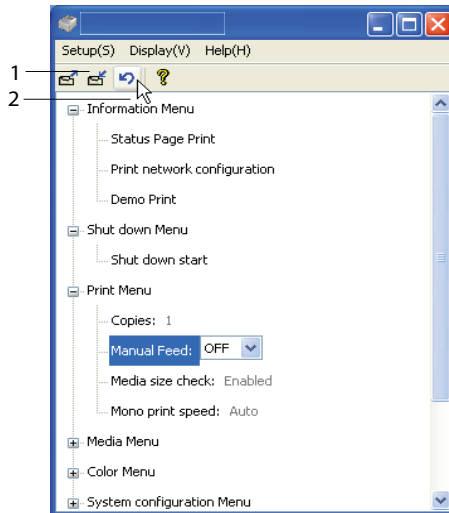 Setup(S) Display(V) Help(H)
1
2
Information Menu
Status Page Print
Print network configuration
Demo Print
Shut down Menu
Shut down start
Print Menu
Copies: 1
Manual Feed: OFF
Media size check: Enabled
Mono print speed: Auto
Media Menu
Color Menu
System configuration Menu